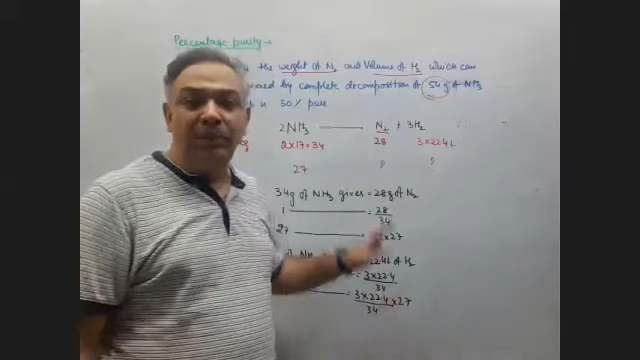 Percentage purity :-
the weight of N₂ and Volume of H₂ which can
by complete decomposition of 54g of NH₃
is 50% pure
2NH₃ ⟶ N₂ + 3H₂
2×17=34 28 3×22.4L
27 ? ?
34g of NH₃ gives = 28g of N₂
1 = 28/34
27 = ×27
22.4L of H₂
= 3×22.4/34
= 3×22.4/34 ×27